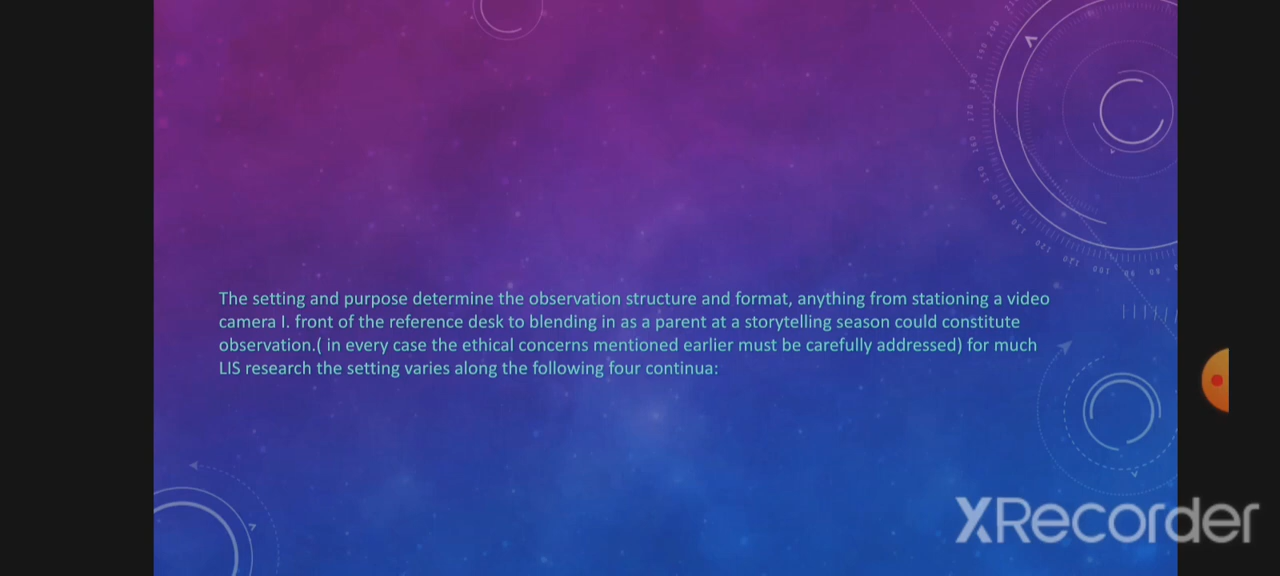 The setting and purpose determine the observation structure and format, anything from stationing a video
camera I. front of the reference desk to blending in as a parent at a storytelling season could constitute
observation.( in every case the ethical concerns mentioned earlier must be carefully addressed) for much
LIS research the setting varies along the following four continua:
XRecorder